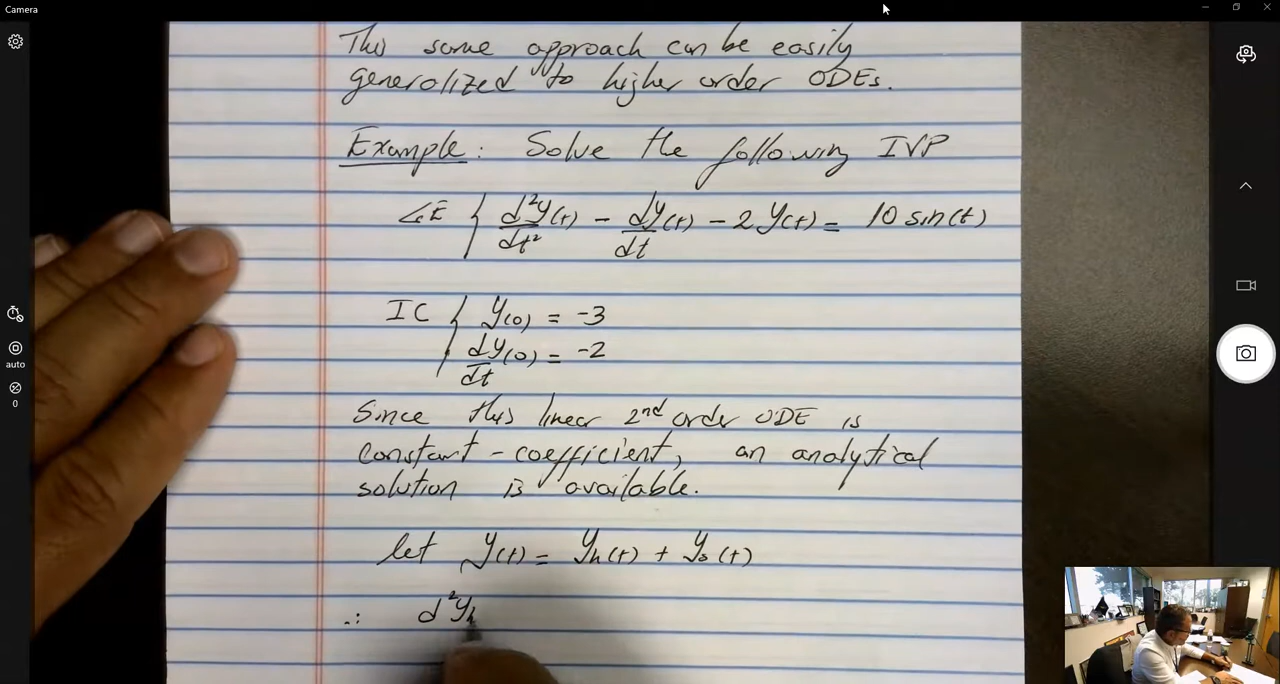 Camera
This same approach can be easily
generalized to higher order ODEs.
Example: Solve the following IVP
GE { d²y(t)/dt² - dy(t)/dt - 2y(t) = 10 sin(t)
IC { y(0) = -3
dy(0)/dt = -2
Since this linear 2nd order ODE is
constant-coefficient, an analytical
solution is available.
let y(t) = yh(t) + yo(t)
∴ d²yh
auto
0